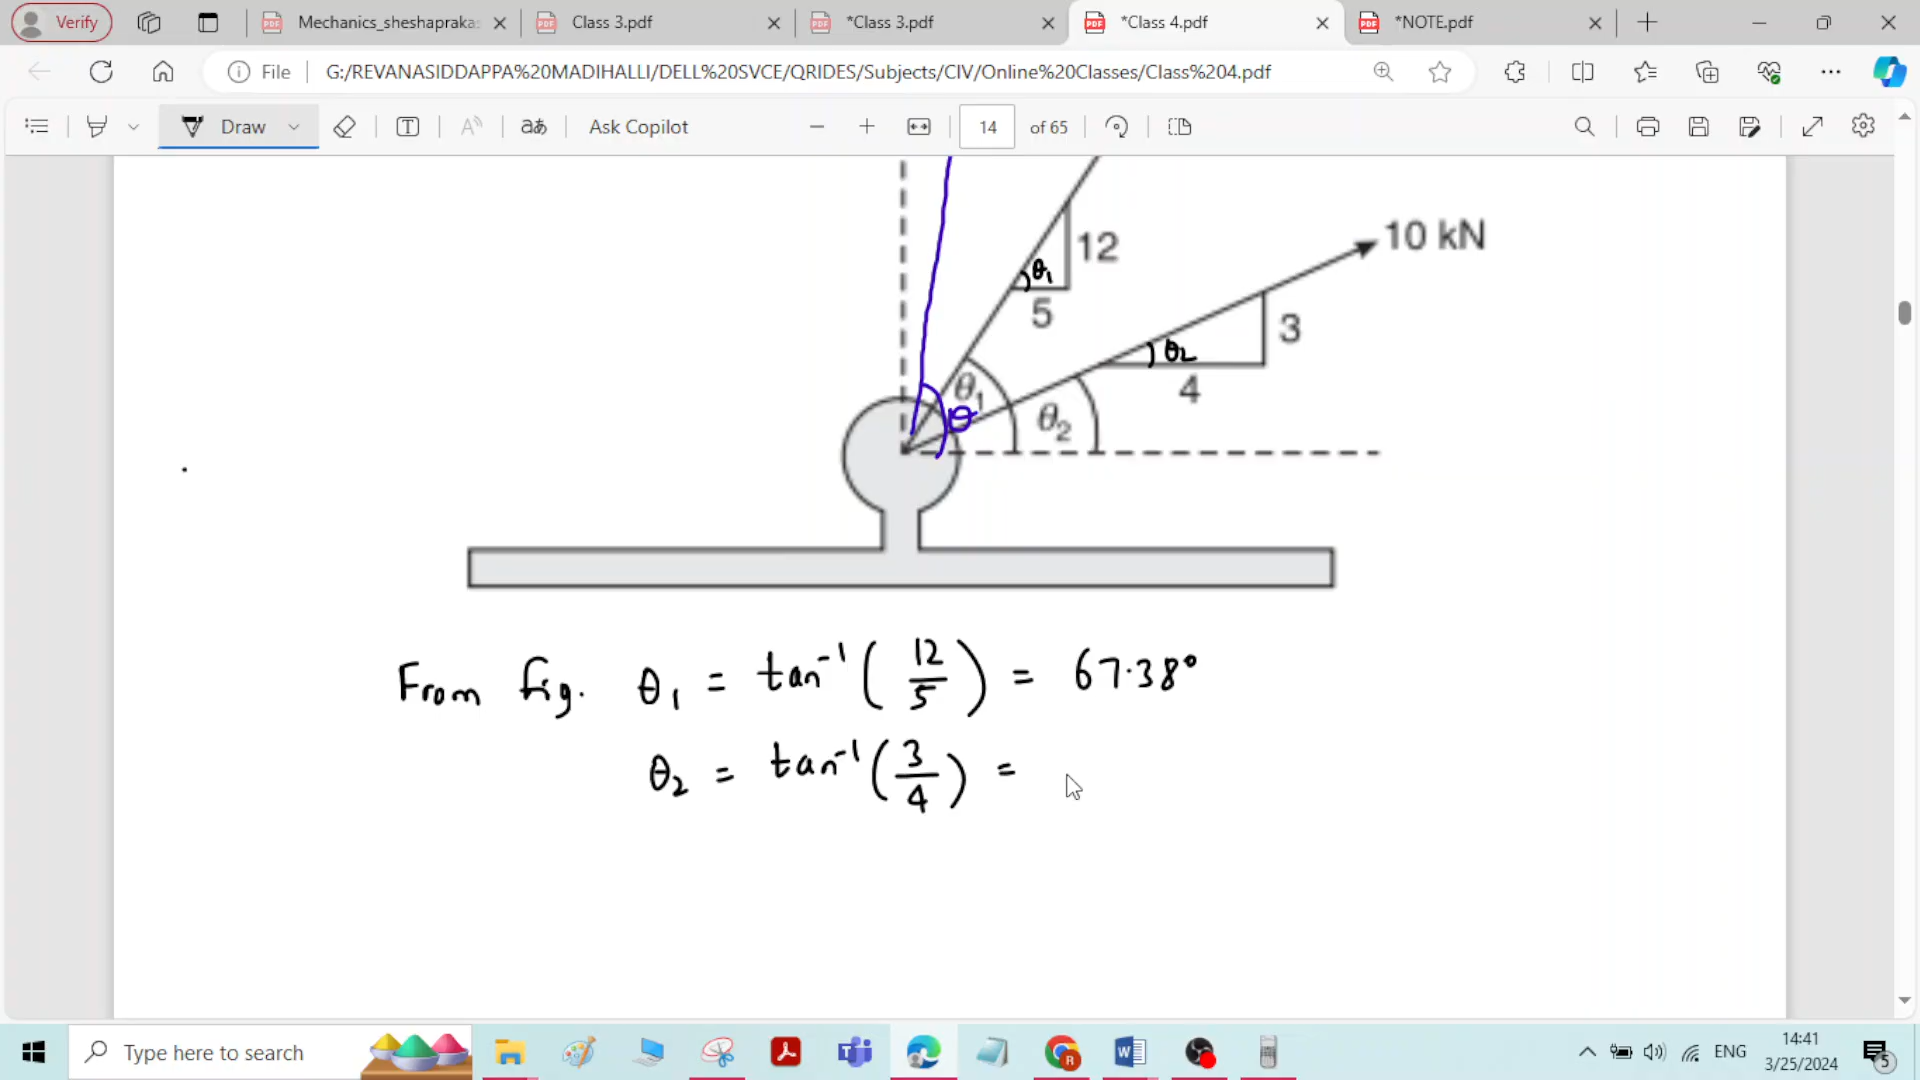 Verify
Mechanics_sheshapraka
Class 3.pdf
*Class 3.pdf
*Class 4.pdf
*NOTE.pdf
File
G:/REVANASIDDAPPA%20MADIHALLI/DELL%20SVCE/QRIDES/Subjects/CIV/Online%20Classes/Class%204.pdf
Draw
aあ
Ask Copilot
14 of 65
12
θ₁
5
10 kN
3
θ₂
4
θ₁
θ
θ₂
From fig. θ₁ = tan⁻¹(12/5) = 67.38°
θ₂ = tan⁻¹(3/4) =
Type here to search
ENG
14:41
3/25/2024
5